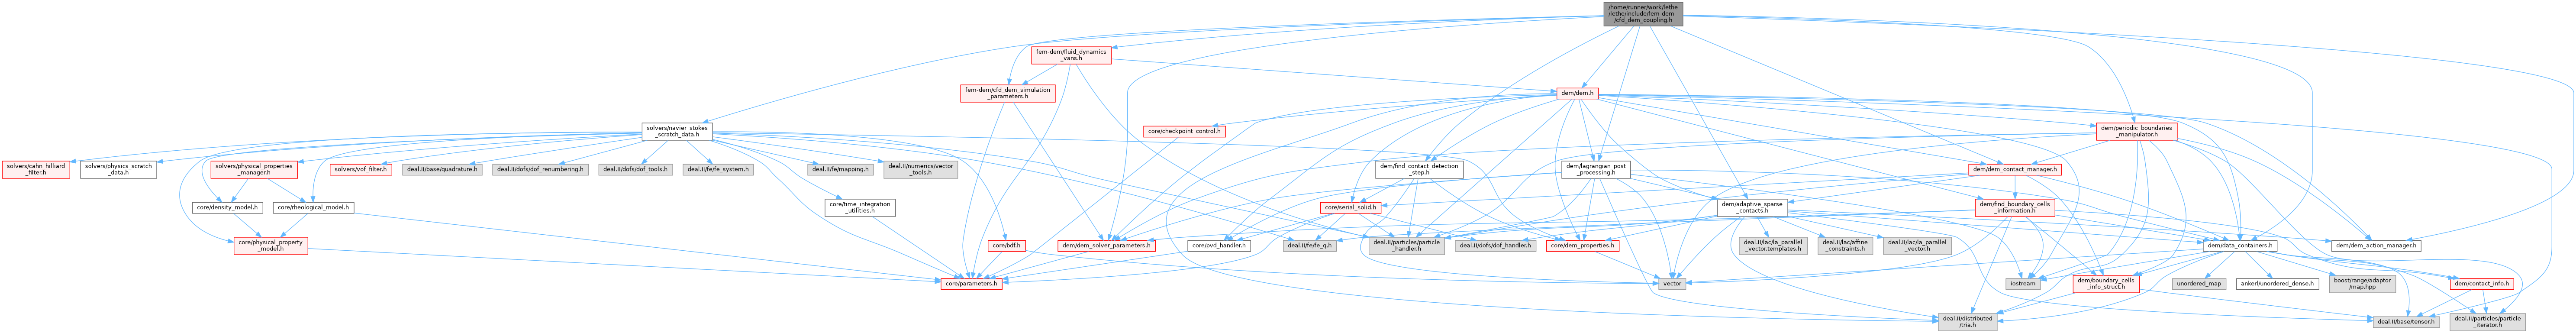 /home/runner/work/lethe
/lethe/include/fem-dem
/cfd_dem_coupling.h
fem-dem/fluid_dynamics
_vans.h
fem-dem/cfd_dem_simulation
_parameters.h
dem/dem.h
solvers/navier_stokes
_scratch_data.h
core/checkpoint_control.h
dem/periodic_boundaries
_manipulator.h
solvers/cahn_hilliard
_filter.h
solvers/physics_scratch
_data.h
solvers/physical_properties
_manager.h
solvers/vof_filter.h
deal.II/base/quadrature.h
deal.II/dofs/dof_renumbering.h
deal.II/dofs/dof_tools.h
deal.II/fe/fe_system.h
deal.II/fe/mapping.h
deal.II/numerics/vector
_tools.h
dem/find_contact_detection
_step.h
dem/lagrangian_post
_processing.h
dem/dem_contact_manager.h
core/density_model.h
core/rheological_model.h
core/time_integration
_utilities.h
core/serial_solid.h
dem/adaptive_sparse
_contacts.h
dem/find_boundary_cells
_information.h
core/physical_property
_model.h
core/bdf.h
dem/dem_solver_parameters.h
core/pvd_handler.h
deal.II/fe/fe_q.h
deal.II/particles/particle
_handler.h
deal.II/dofs/dof_handler.h
core/dem_properties.h
deal.II/lac/la_parallel
_vector.templates.h
deal.II/lac/affine
_constraints.h
deal.II/lac/la_parallel
_vector.h
dem/data_containers.h
dem/dem_action_manager.h
core/parameters.h
vector
iostream
dem/boundary_cells
_info_struct.h
unordered_map
ankerl/unordered_dense.h
boost/range/adaptor
/map.hpp
dem/contact_info.h
deal.II/distributed
/tria.h
deal.II/base/tensor.h
deal.II/particles/particle
_iterator.h